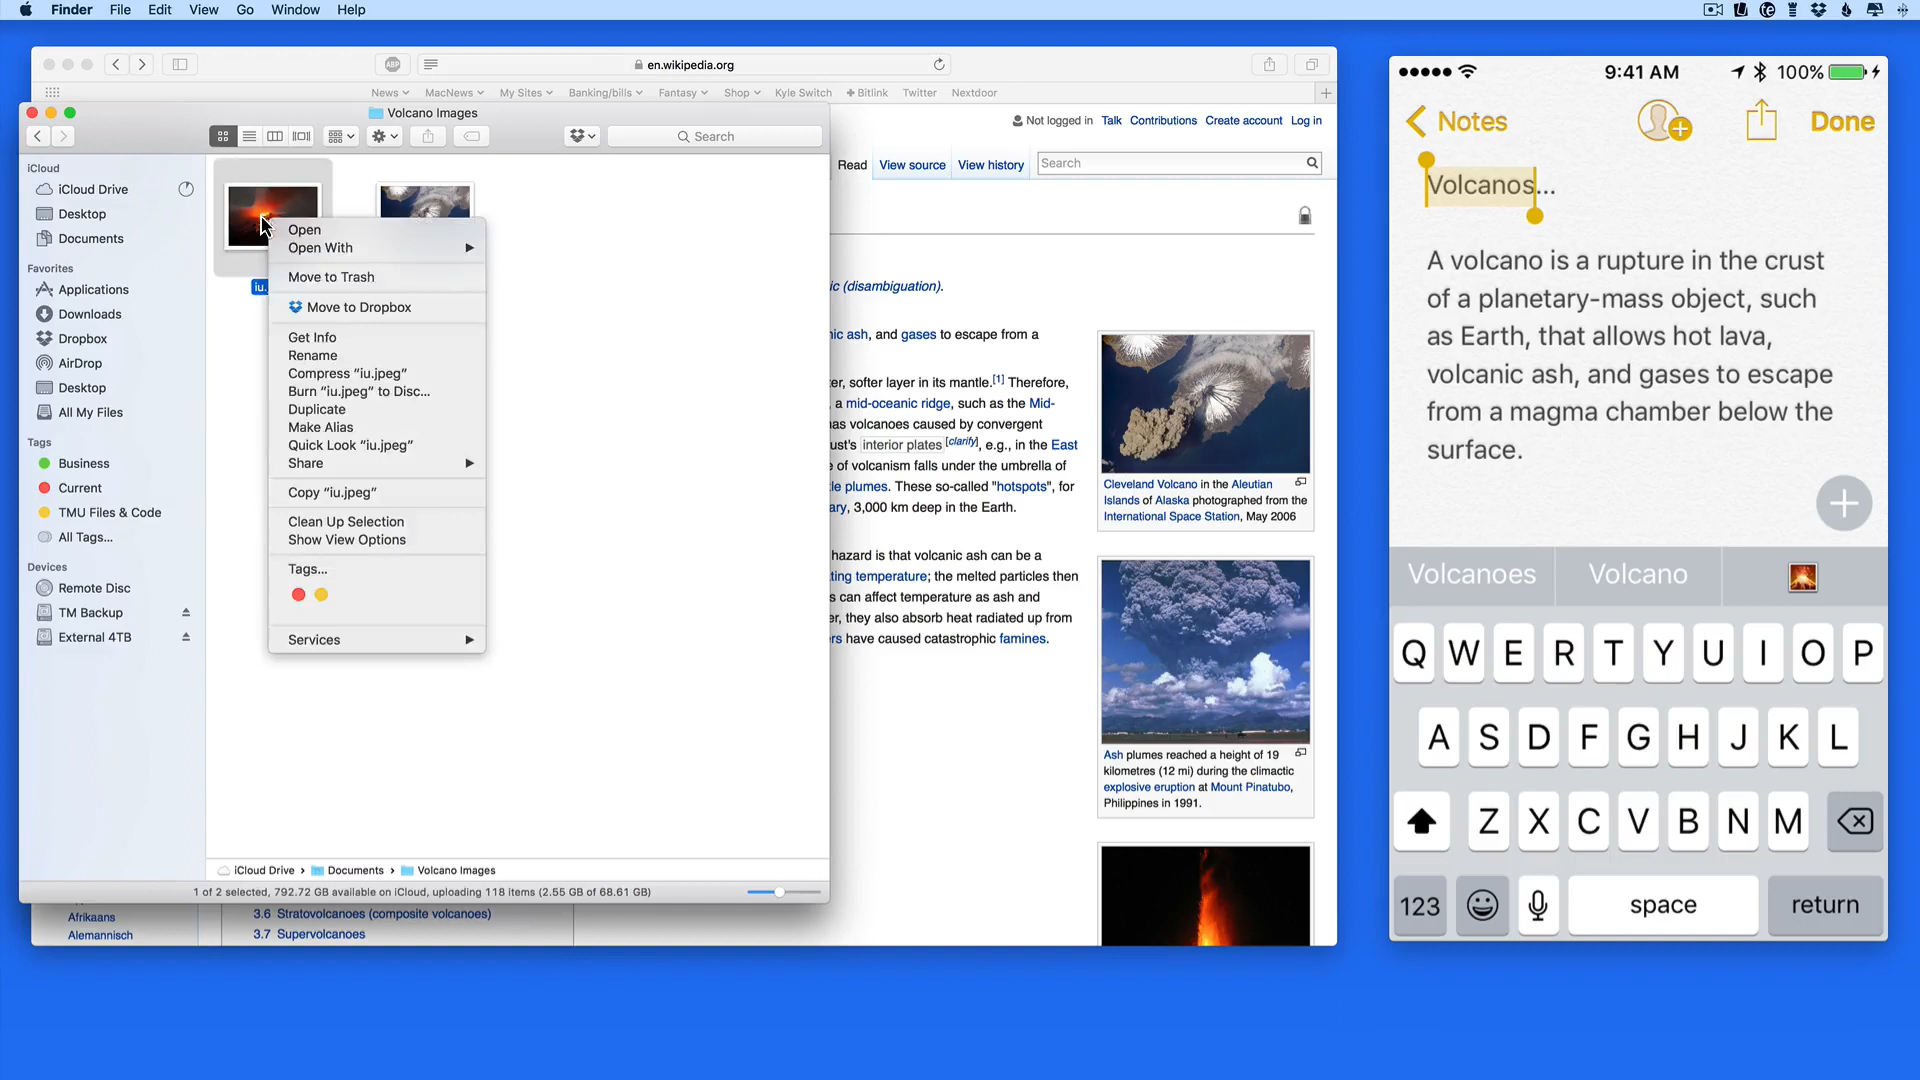 Finder File Edit View Go Window Help
en.wikipedia.org
News MacNews My Sites Banking/bills Fantasy Shop Kyle Switch Bitlink Twitter Nextdoor
Volcano Images
Search
iCloud
iCloud Drive
Desktop
Documents
Favorites
Applications
Downloads
Dropbox
AirDrop
Desktop
All My Files
Tags
Business
Current
TMU Files & Code
All Tags...
Devices
Remote Disc
TM Backup
External 4TB
iu.
Open
Open With
Move to Trash
Move to Dropbox
Get Info
Rename
Compress “iu.jpeg”
Burn “iu.jpeg” to Disc...
Duplicate
Make Alias
Quick Look “iu.jpeg”
Share
Copy “iu.jpeg”
Clean Up Selection
Show View Options
Tags...
Services
iCloud Drive › Documents › Volcano Images
1 of 2 selected, 792.72 GB available on iCloud, uploading 118 items (2.55 GB of 68.61 GB)
Afrikaans
Alemannisch
3.6 Stratovolcanoes (composite volcanoes)
3.7 Supervolcanoes
Not logged in Talk Contributions Create account Log in
Read View source View history Search
ic (disambiguation).
ic ash, and gases to escape from a
er, softer layer in its mantle.[1] Therefore,
, a mid-oceanic ridge, such as the Mid-
as volcanoes caused by convergent
ust's interior plates [clarify], e.g., in the East
e of volcanism falls under the umbrella of
le plumes. These so-called "hotspots", for
ary, 3,000 km deep in the Earth.
hazard is that volcanic ash can be a
ting temperature; the melted particles then
s can affect temperature as ash and
er, they also absorb heat radiated up from
rs have caused catastrophic famines.
Cleveland Volcano in the Aleutian
Islands of Alaska photographed from the
International Space Station, May 2006
Ash plumes reached a height of 19
kilometres (12 mi) during the climactic
explosive eruption at Mount Pinatubo,
Philippines in 1991.
9:41 AM 100%
Notes Done
Volcanos...
A volcano is a rupture in the crust
of a planetary-mass object, such
as Earth, that allows hot lava,
volcanic ash, and gases to escape
from a magma chamber below the
surface.
Volcanoes Volcano
Q W E R T Y U I O P
A S D F G H J K L
Z X C V B N M
123 space return